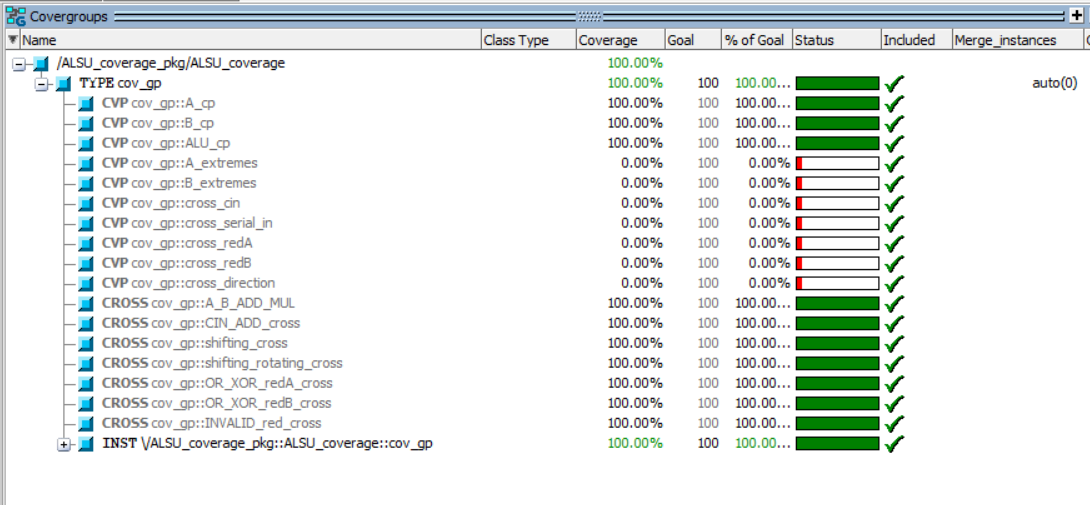 Covergroups
Name Class Type Coverage Goal % of Goal Status Included Merge_instances
/ALSU_coverage_pkg/ALSU_coverage 100.00%
TYPE cov_gp 100.00% 100 100.00... auto(0)
CVP cov_gp::A_cp 100.00% 100 100.00...
CVP cov_gp::B_cp 100.00% 100 100.00...
CVP cov_gp::ALU_cp 100.00% 100 100.00...
CVP cov_gp::A_extremes 0.00% 100 0.00%
CVP cov_gp::B_extremes 0.00% 100 0.00%
CVP cov_gp::cross_cin 0.00% 100 0.00%
CVP cov_gp::cross_serial_in 0.00% 100 0.00%
CVP cov_gp::cross_redA 0.00% 100 0.00%
CVP cov_gp::cross_redB 0.00% 100 0.00%
CVP cov_gp::cross_direction 0.00% 100 0.00%
CROSS cov_gp::A_B_ADD_MUL 100.00% 100 100.00...
CROSS cov_gp::CIN_ADD_cross 100.00% 100 100.00...
CROSS cov_gp::shifting_cross 100.00% 100 100.00...
CROSS cov_gp::shifting_rotating_cross 100.00% 100 100.00...
CROSS cov_gp::OR_XOR_redA_cross 100.00% 100 100.00...
CROSS cov_gp::OR_XOR_redB_cross 100.00% 100 100.00...
CROSS cov_gp::INVALID_red_cross 100.00% 100 100.00...
INST \/ALSU_coverage_pkg::ALSU_coverage::cov_gp 100.00% 100 100.00...